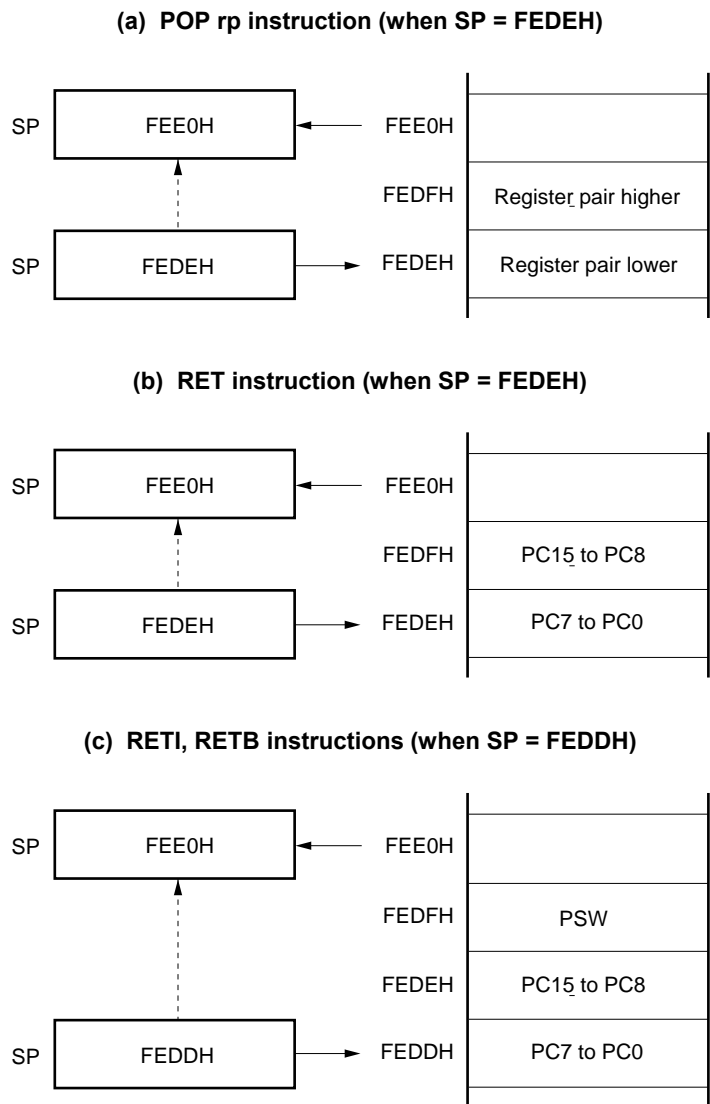 (a) POP rp instruction (when SP = FEDEH)
SP FEE0H FEE0H
FEDFH Register pair higher
SP FEDEH FEDEH Register pair lower
(b) RET instruction (when SP = FEDEH)
SP FEE0H FEE0H
FEDFH PC15 to PC8
SP FEDEH FEDEH PC7 to PC0
(c) RETI, RETB instructions (when SP = FEDDH)
SP FEE0H FEE0H
FEDFH PSW
FEDEH PC15 to PC8
SP FEDDH FEDDH PC7 to PC0